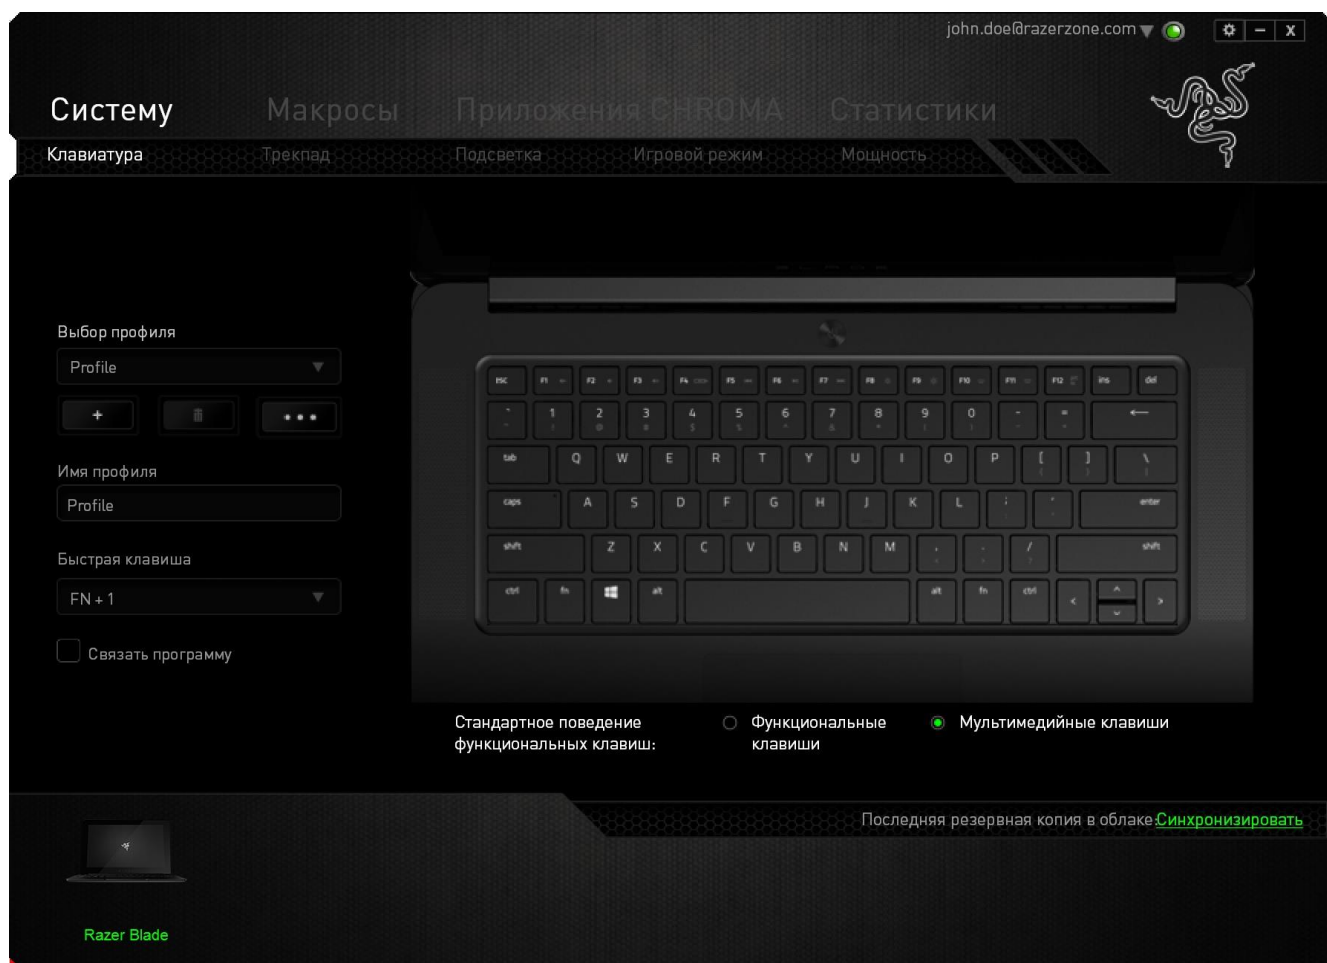 john.doe@razerzone.com
Систему Макросы Приложения CHROMA Статистики
Клавиатура Трекпад Подсветка Игровой режим Мощность
Выбор профиля
Profile
Имя профиля
Profile
Быстрая клавиша
FN + 1
Связать программу
esc F1 F2 F3 F4 F5 F6 F7 F8 F9 F10 F11 F12 ins del
` 1 2 3 4 5 6 7 8 9 0 - = ←
tab Q W E R T Y U I O P [ ] \
caps A S D F G H J K L ; ' enter
shift Z X C V B N M , . / shift
ctrl fn alt alt fn ctrl < ^ >
Стандартное поведение
функциональных клавиш:
Функциональные
клавиши
Мультимедийные клавиши
Последняя резервная копия в облаке:Синхронизировать
Razer Blade